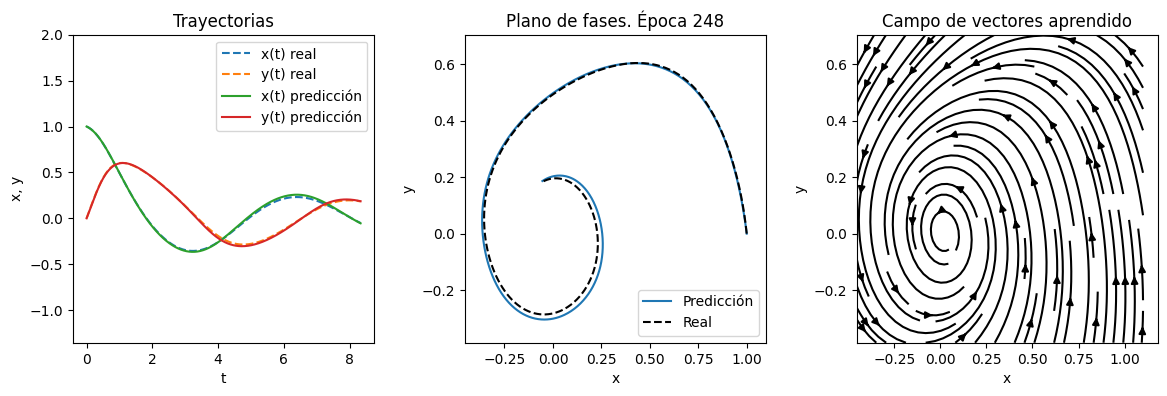 Trayectorias
2.0
1.5
1.0
0.5
0.0
−0.5
−1.0
x, y
0 2 4 6 8
t
x(t) real
y(t) real
x(t) predicción
y(t) predicción
Plano de fases. Época 248
0.6
0.4
0.2
0.0
−0.2
y
−0.25 0.00 0.25 0.50 0.75 1.00
x
Predicción
Real
Campo de vectores aprendido
0.6
0.4
0.2
0.0
−0.2
y
−0.25 0.00 0.25 0.50 0.75 1.00
x